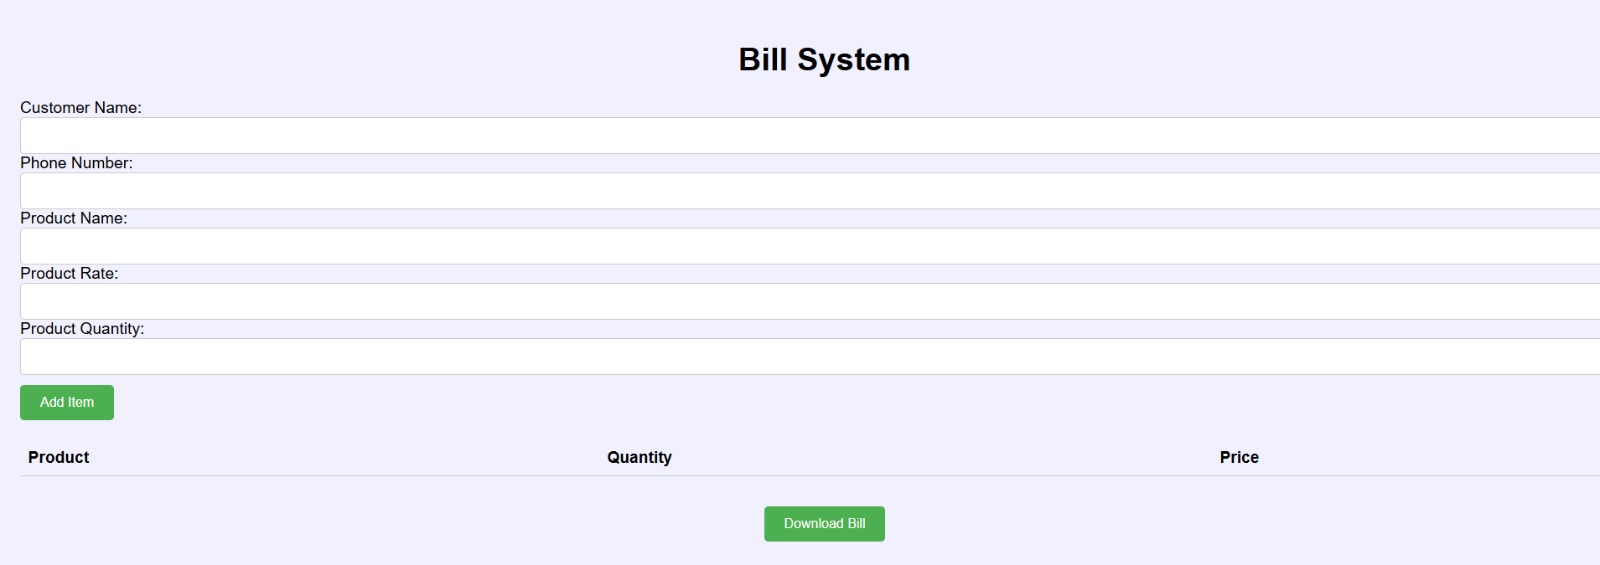 Bill System
Customer Name:
Phone Number:
Product Name:
Product Rate:
Product Quantity:
Add Item
Product Quantity Price
Download Bill